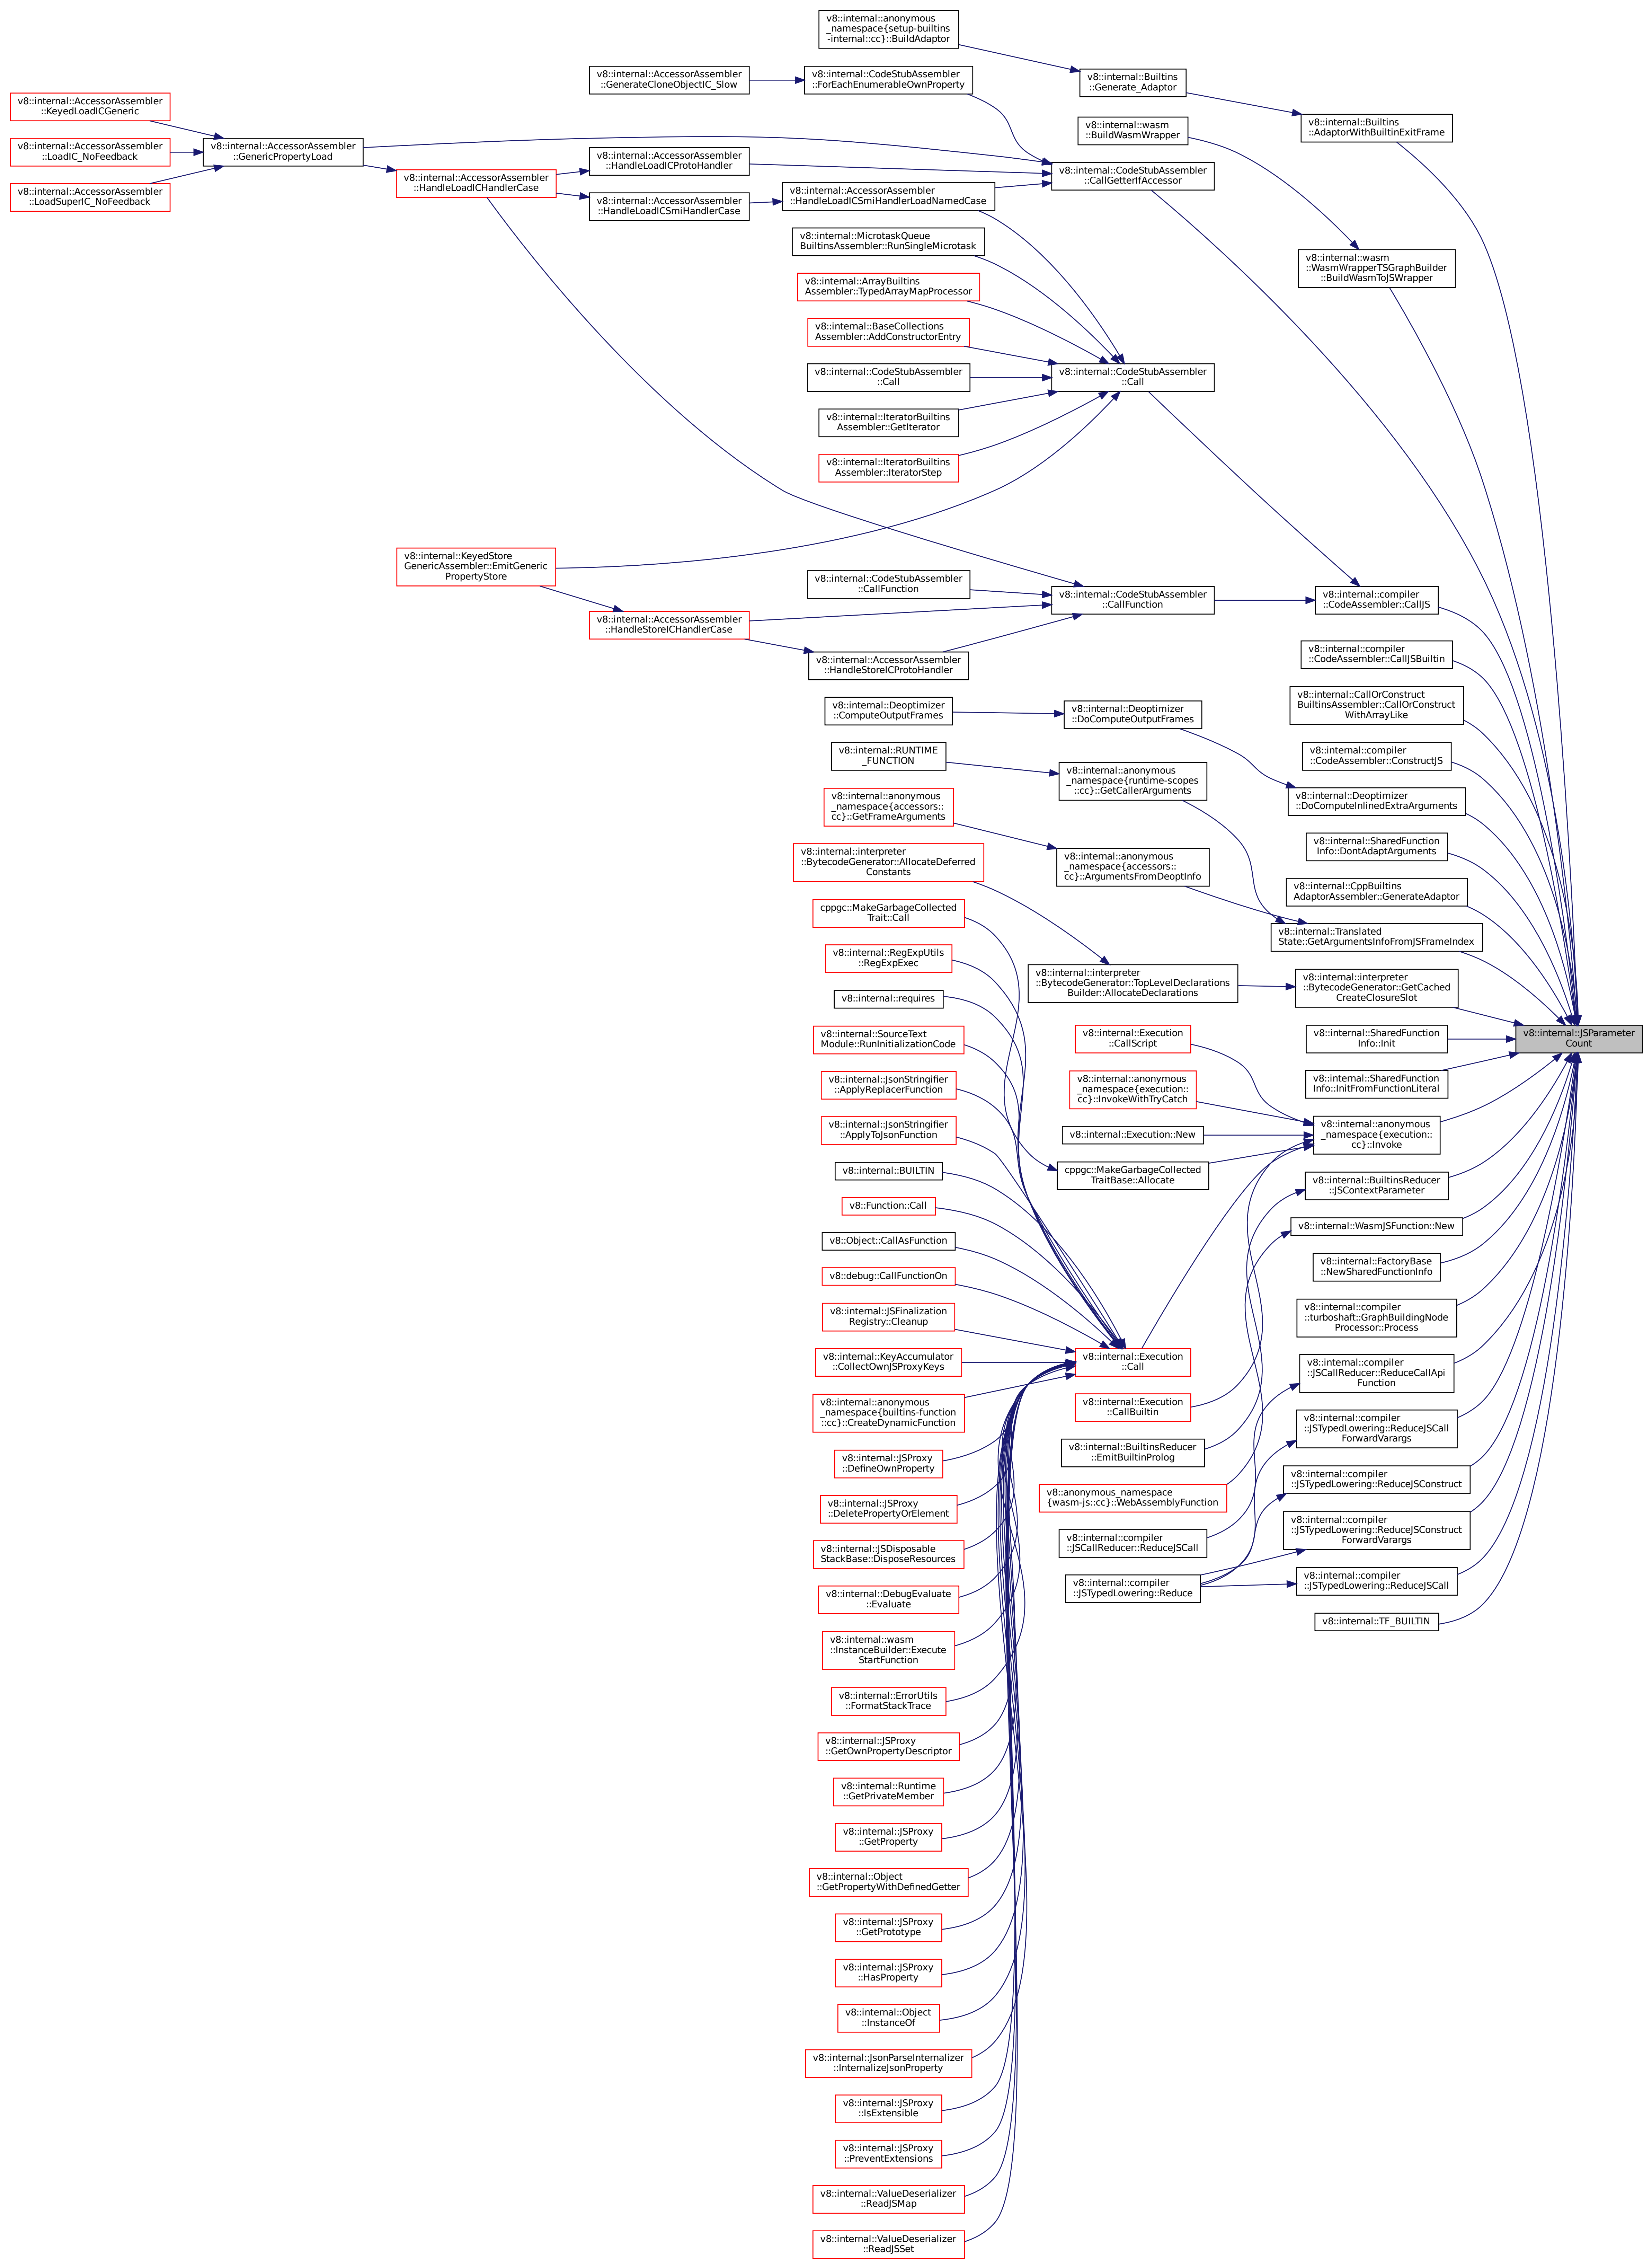 v8::internal::anonymous
_namespace{setup-builtins
-internal::cc}::BuildAdaptor
v8::internal::AccessorAssembler
::GenerateCloneObjectIC_Slow
v8::internal::CodeStubAssembler
::ForEachEnumerableOwnProperty
v8::internal::Builtins
::Generate_Adaptor
v8::internal::AccessorAssembler
::KeyedLoadICGeneric
v8::internal::Builtins
::AdaptorWithBuiltinExitFrame
v8::internal::wasm
::BuildWasmWrapper
v8::internal::AccessorAssembler
::LoadIC_NoFeedback
v8::internal::AccessorAssembler
::GenericPropertyLoad
v8::internal::AccessorAssembler
::HandleLoadICProtoHandler
v8::internal::CodeStubAssembler
::CallGetterIfAccessor
v8::internal::AccessorAssembler
::LoadSuperIC_NoFeedback
v8::internal::AccessorAssembler
::HandleLoadICHandlerCase
v8::internal::AccessorAssembler
::HandleLoadICSmiHandlerCase
v8::internal::AccessorAssembler
::HandleLoadICSmiHandlerLoadNamedCase
v8::internal::MicrotaskQueue
BuiltinsAssembler::RunSingleMicrotask
v8::internal::wasm
::WasmWrapperTSGraphBuilder
::BuildWasmToJSWrapper
v8::internal::ArrayBuiltins
Assembler::TypedArrayMapProcessor
v8::internal::BaseCollections
Assembler::AddConstructorEntry
v8::internal::CodeStubAssembler
::Call
v8::internal::CodeStubAssembler
::Call
v8::internal::IteratorBuiltins
Assembler::GetIterator
v8::internal::IteratorBuiltins
Assembler::IteratorStep
v8::internal::KeyedStore
GenericAssembler::EmitGeneric
PropertyStore
v8::internal::CodeStubAssembler
::CallFunction
v8::internal::CodeStubAssembler
::CallFunction
v8::internal::compiler
::CodeAssembler::CallJS
v8::internal::AccessorAssembler
::HandleStoreICHandlerCase
v8::internal::AccessorAssembler
::HandleStoreICProtoHandler
v8::internal::compiler
::CodeAssembler::CallJSBuiltin
v8::internal::CallOrConstruct
BuiltinsAssembler::CallOrConstruct
WithArrayLike
v8::internal::Deoptimizer
::ComputeOutputFrames
v8::internal::Deoptimizer
::DoComputeOutputFrames
v8::internal::RUNTIME
_FUNCTION
v8::internal::compiler
::CodeAssembler::ConstructJS
v8::internal::anonymous
_namespace{runtime-scopes
::cc}::GetCallerArguments
v8::internal::Deoptimizer
::DoComputeInlinedExtraArguments
v8::internal::anonymous
_namespace{accessors::
cc}::GetFrameArguments
v8::internal::SharedFunction
Info::DontAdaptArguments
v8::internal::interpreter
::BytecodeGenerator::AllocateDeferred
Constants
v8::internal::anonymous
_namespace{accessors::
cc}::ArgumentsFromDeoptInfo
v8::internal::CppBuiltins
AdaptorAssembler::GenerateAdaptor
cppgc::MakeGarbageCollected
Trait::Call
v8::internal::Translated
State::GetArgumentsInfoFromJSFrameIndex
v8::internal::RegExpUtils
::RegExpExec
v8::internal::interpreter
::BytecodeGenerator::TopLevelDeclarations
Builder::AllocateDeclarations
v8::internal::interpreter
::BytecodeGenerator::GetCached
CreateClosureSlot
v8::internal::requires
v8::internal::SourceText
Module::RunInitializationCode
v8::internal::Execution
::CallScript
v8::internal::SharedFunction
Info::Init
v8::internal::JSParameter
Count
v8::internal::JsonStringifier
::ApplyReplacerFunction
v8::internal::anonymous
_namespace{execution::
cc}::InvokeWithTryCatch
v8::internal::SharedFunction
Info::InitFromFunctionLiteral
v8::internal::JsonStringifier
::ApplyToJsonFunction
v8::internal::Execution::New
v8::internal::anonymous
_namespace{execution::
cc}::Invoke
v8::internal::BUILTIN
cppgc::MakeGarbageCollected
TraitBase::Allocate
v8::internal::BuiltinsReducer
::JSContextParameter
v8::Function::Call
v8::internal::WasmJSFunction::New
v8::Object::CallAsFunction
v8::internal::FactoryBase
::NewSharedFunctionInfo
v8::debug::CallFunctionOn
v8::internal::JSFinalization
Registry::Cleanup
v8::internal::compiler
::turboshaft::GraphBuildingNode
Processor::Process
v8::internal::KeyAccumulator
::CollectOwnJSProxyKeys
v8::internal::Execution
::Call
v8::internal::compiler
::JSCallReducer::ReduceCallApi
Function
v8::internal::anonymous
_namespace{builtins-function
::cc}::CreateDynamicFunction
v8::internal::Execution
::CallBuiltin
v8::internal::compiler
::JSTypedLowering::ReduceJSCall
ForwardVarargs
v8::internal::JSProxy
::DefineOwnProperty
v8::internal::BuiltinsReducer
::EmitBuiltinProlog
v8::internal::compiler
::JSTypedLowering::ReduceJSConstruct
v8::internal::JSProxy
::DeletePropertyOrElement
v8::anonymous_namespace
{wasm-js::cc}::WebAssemblyFunction
v8::internal::compiler
::JSTypedLowering::ReduceJSConstruct
ForwardVarargs
v8::internal::JSDisposable
StackBase::DisposeResources
v8::internal::compiler
::JSCallReducer::ReduceJSCall
v8::internal::DebugEvaluate
::Evaluate
v8::internal::compiler
::JSTypedLowering::Reduce
v8::internal::compiler
::JSTypedLowering::ReduceJSCall
v8::internal::wasm
::InstanceBuilder::Execute
StartFunction
v8::internal::TF_BUILTIN
v8::internal::ErrorUtils
::FormatStackTrace
v8::internal::JSProxy
::GetOwnPropertyDescriptor
v8::internal::Runtime
::GetPrivateMember
v8::internal::JSProxy
::GetProperty
v8::internal::Object
::GetPropertyWithDefinedGetter
v8::internal::JSProxy
::GetPrototype
v8::internal::JSProxy
::HasProperty
v8::internal::Object
::InstanceOf
v8::internal::JsonParseInternalizer
::InternalizeJsonProperty
v8::internal::JSProxy
::IsExtensible
v8::internal::JSProxy
::PreventExtensions
v8::internal::ValueDeserializer
::ReadJSMap
v8::internal::ValueDeserializer
::ReadJSSet